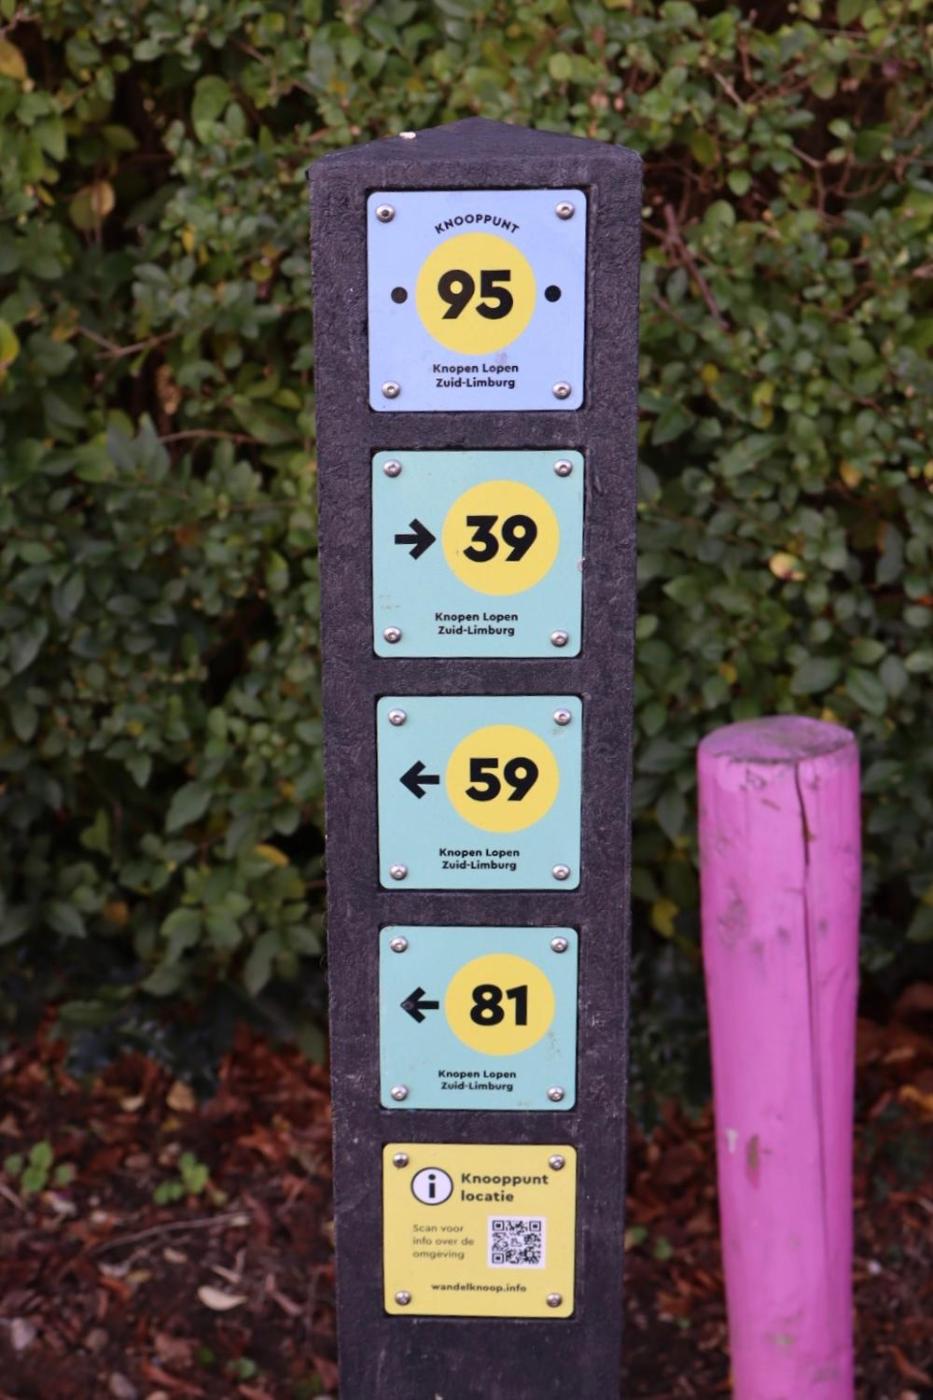 KNOOPPUNT
95
Knopen Lopen
Zuid-Limburg
→ 39
Knopen Lopen
Zuid-Limburg
← 59
Knopen Lopen
Zuid-Limburg
← 81
Knopen Lopen
Zuid-Limburg
i Knooppunt
locatie
Scan voor
info over de
omgeving
wandelknoop.info